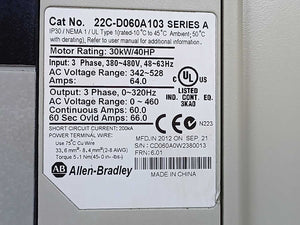 Cat No. 22C-D060A103 SERIES A
IP30 / NEMA 1 / UL Type 1(rated-10°C to 45°C Ambient; 50°C
with derating). Refer to user manual for additional information.
Motor Rating: 30kW/40HP
Input: 3 Phase, 380~480V, 48~63Hz
AC Voltage Range: 342~528
Amps: 64.0
Output: 3 Phase, 0~320Hz
AC Voltage Range: 0 ~ 460
Continuous Amps: 60.0
60 Sec Ovld Amps: 66.0
C UL US
LISTED
IND. CONT. EQ.
CE
N223
SHORT CIRCUIT CURRENT: 200kA
POWER TERMINAL WIRE:
Use 75°C Cu Wire
Torque
MFD.IN 2012 ON SEP. 21
S/N: CD060A0W2380013
FRN: 6.01
AB Allen-Bradley
MADE IN CHINA